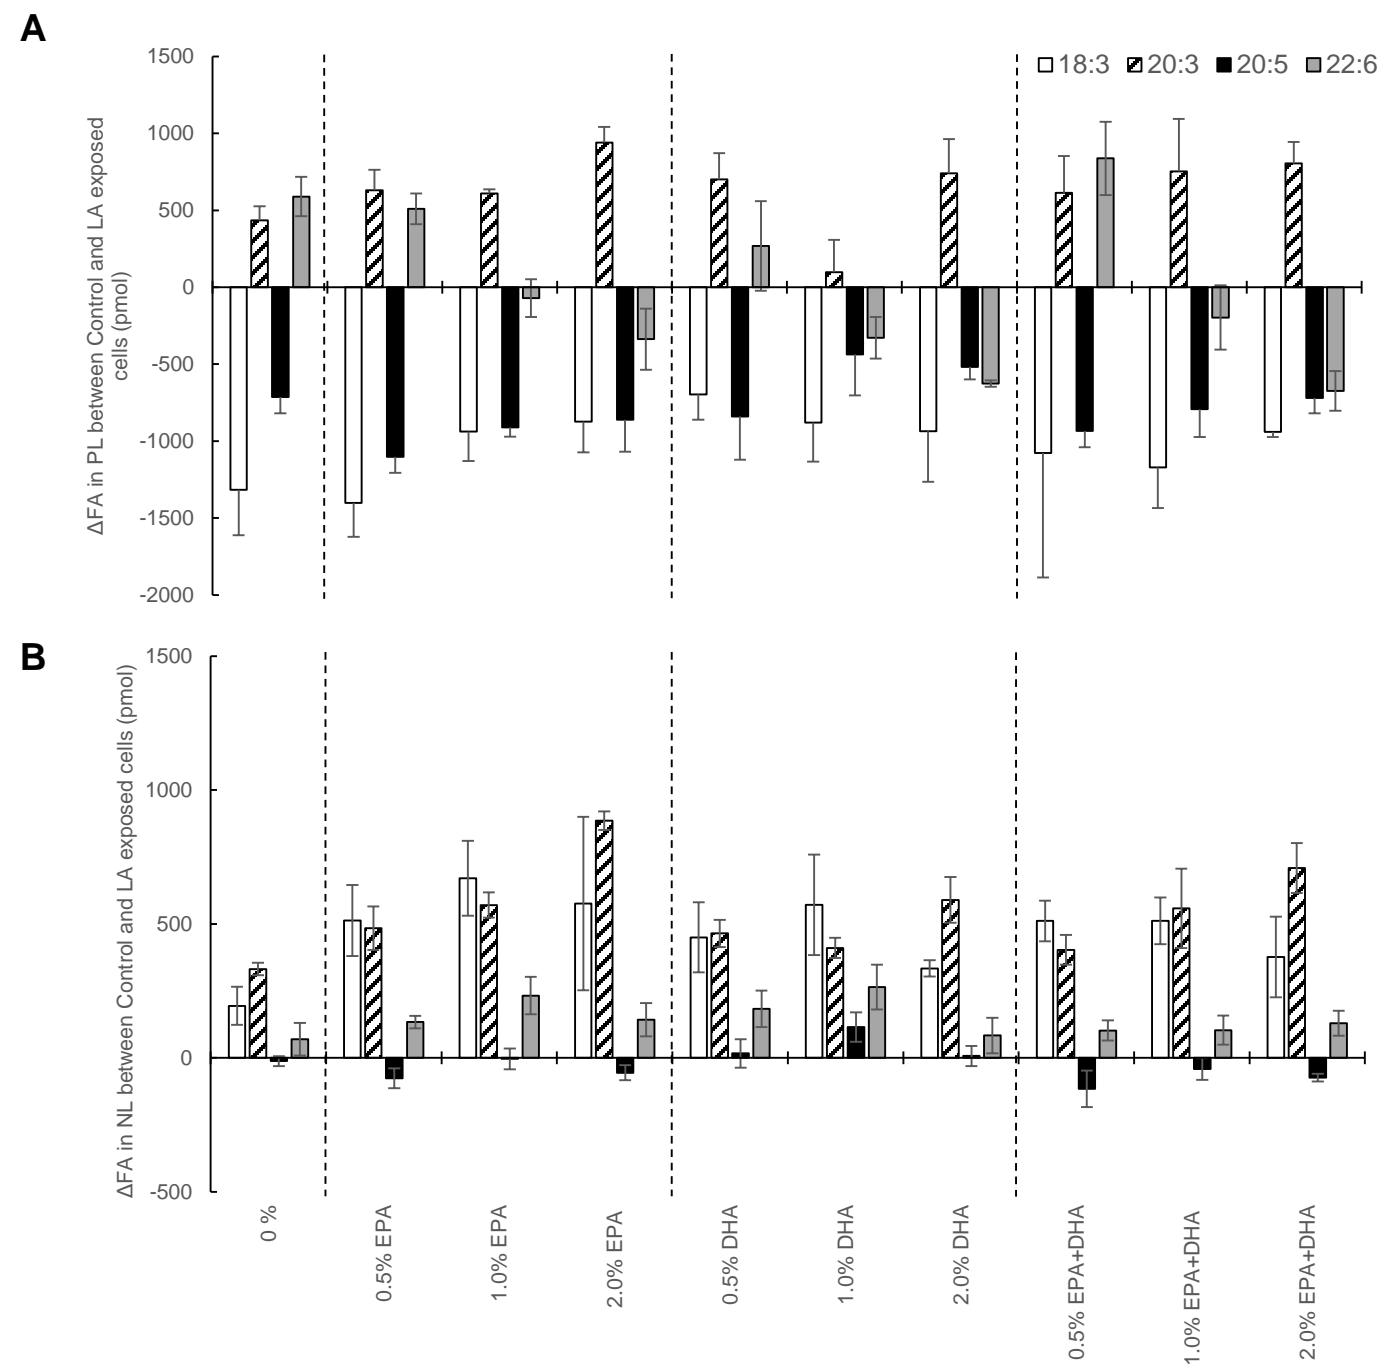 A
1500
1000
500
0
-500
-1000
-1500
-2000
ΔFA in PL between Control and LA exposed
cells (pmol)
18:3 20:3 20:5 22:6
B
1500
1000
500
0
-500
ΔFA in NL between Control and LA exposed cells (pmol)
0 %
0.5% EPA
1.0% EPA
2.0% EPA
0.5% DHA
1.0% DHA
2.0% DHA
0.5% EPA+DHA
1.0% EPA+DHA
2.0% EPA+DHA